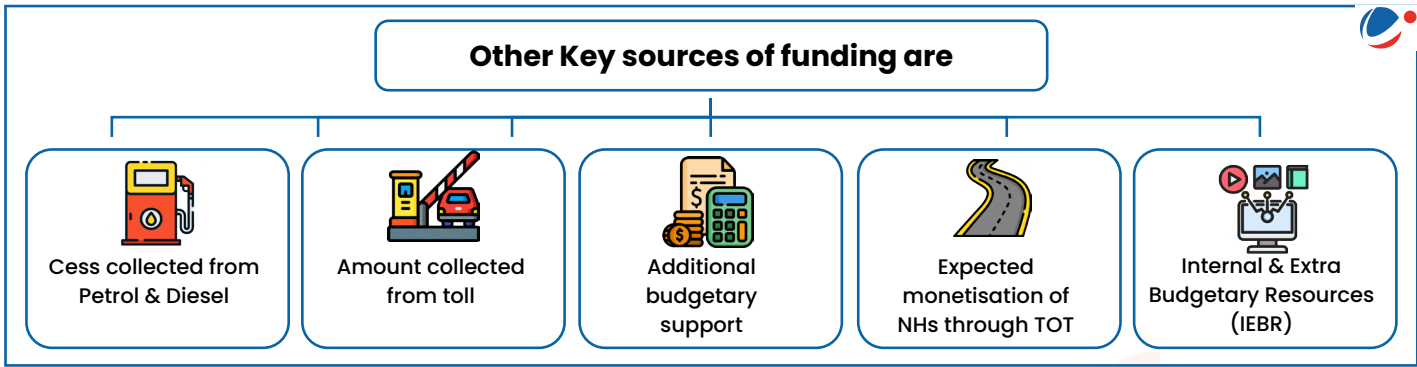 Other Key sources of funding are
Cess collected from
Petrol & Diesel
Amount collected
from toll
Additional
budgetary
support
Expected
monetisation of
NHs through TOT
Internal & Extra
Budgetary Resources
(IEBR)